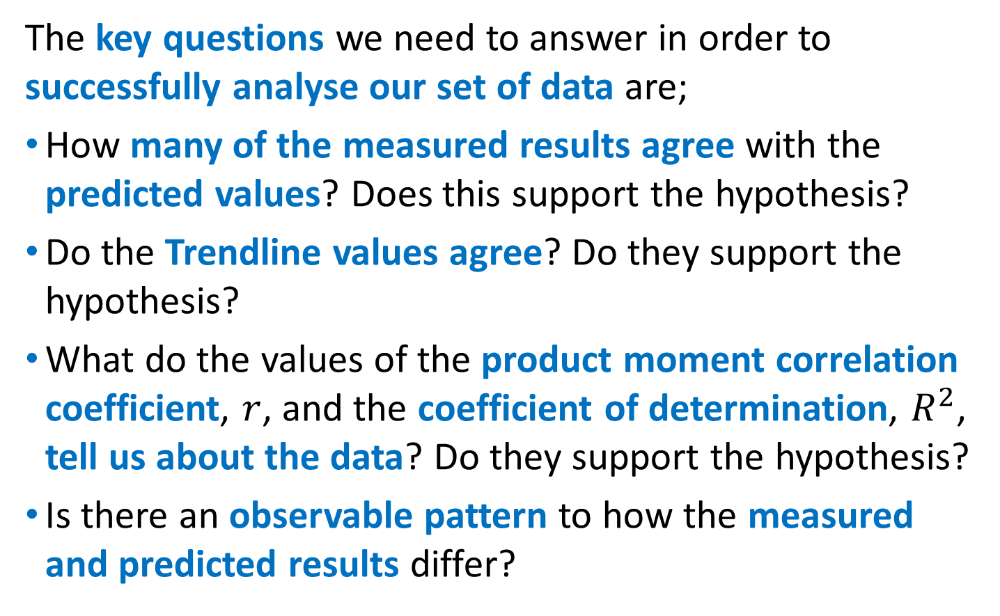 The key questions we need to answer in order to
successfully analyse our set of data are;
• How many of the measured results agree with the
predicted values? Does this support the hypothesis?
• Do the Trendline values agree? Do they support the
hypothesis?
• What do the values of the product moment correlation
coefficient, r, and the coefficient of determination, R²,
tell us about the data? Do they support the hypothesis?
• Is there an observable pattern to how the measured
and predicted results differ?